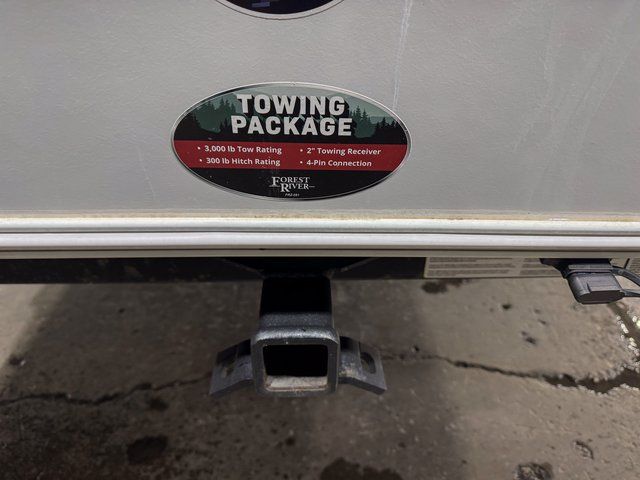 TOWING
PACKAGE
• 3,000 lb Tow Rating
• 2" Towing Receiver
• 300 lb Hitch Rating
• 4-Pin Connection
FOREST
RIVER